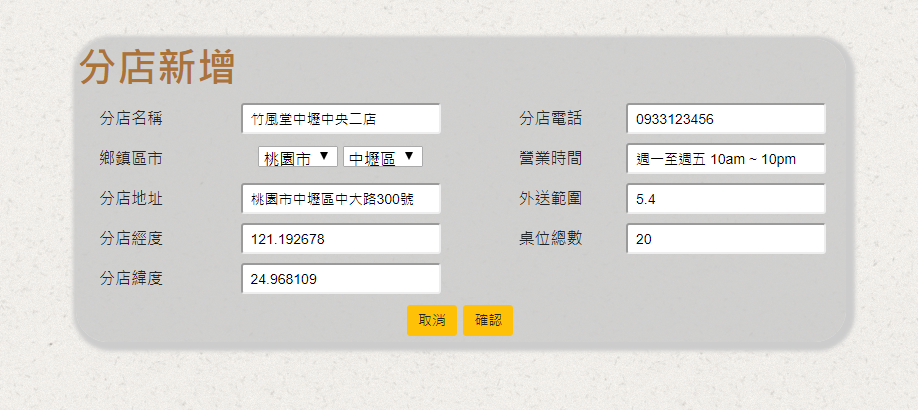 分店新增
分店名稱 竹風堂中壢中央二店 分店電話 0933123456
鄉鎮區市 桃園市 中壢區 營業時間 週一至週五 10am ~ 10pm
分店地址 桃園市中壢區中大路300號 外送範圍 5.4
分店經度 121.192678 桌位總數 20
分店緯度 24.968109
取消 確認